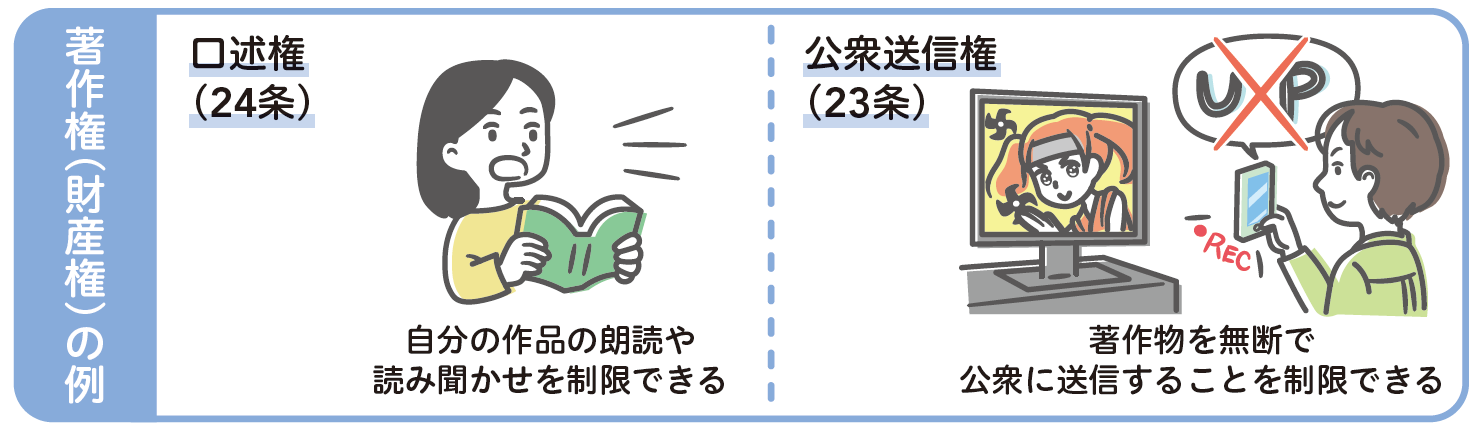 著作権(財産権)の例
口述権
(24条)
自分の作品の朗読や
読み聞かせを制限できる
公衆送信権
(23条)
UP
REC
著作物を無断で
公衆に送信することを制限できる